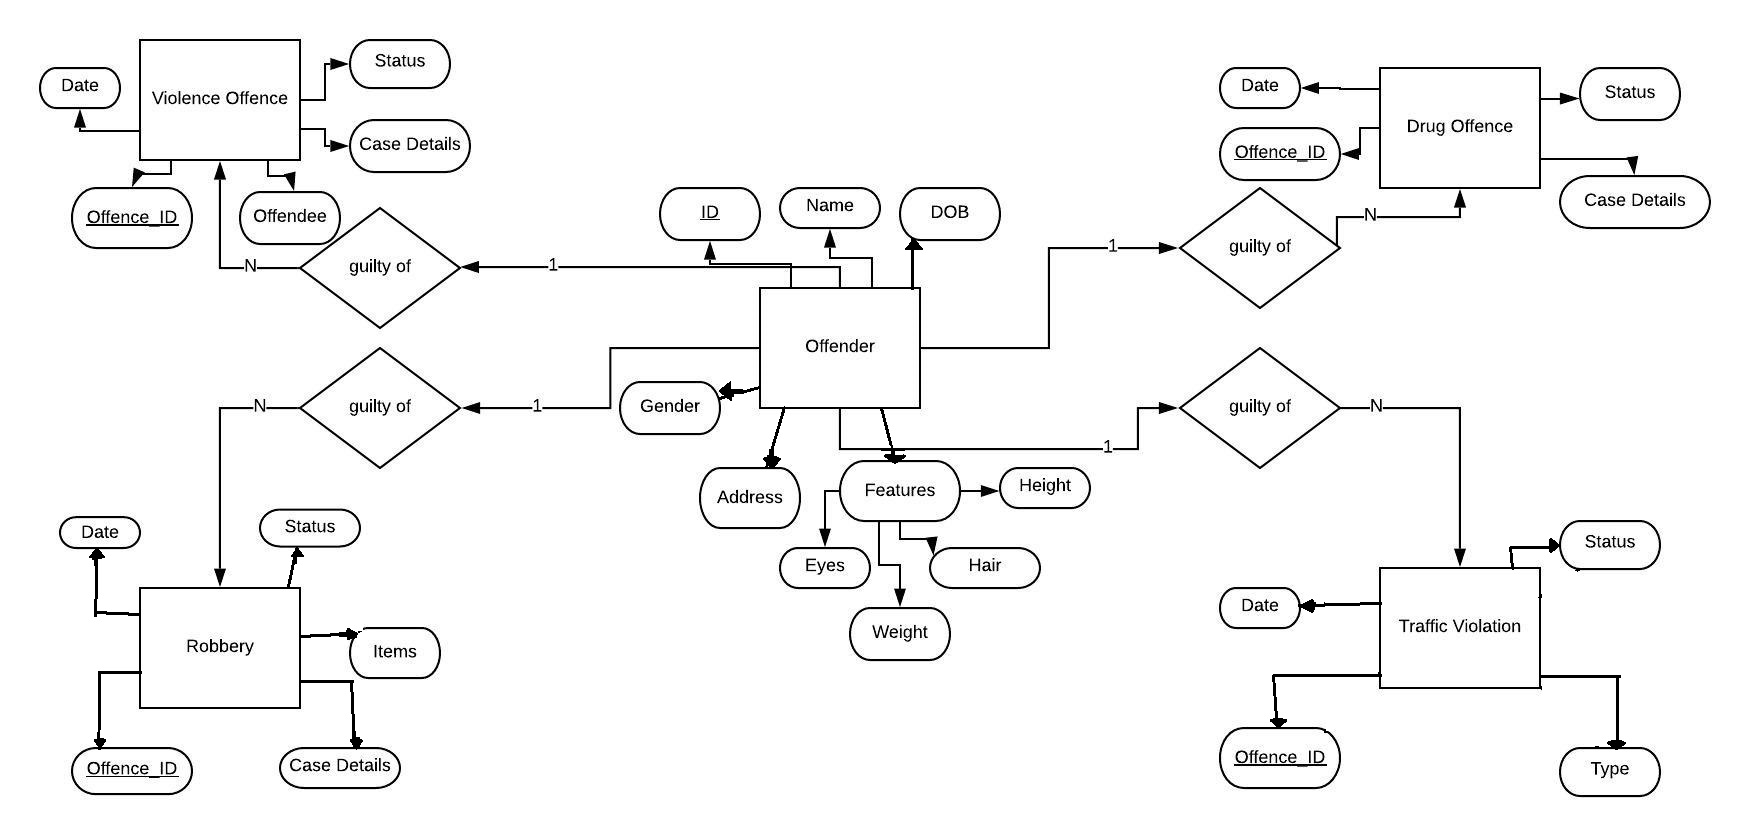 Status
Date
Violence Offence
Case Details
Offence_ID
Offendee
guilty of
N
1
ID
Name
DOB
Offender
Date
Drug Offence
Status
Offence_ID
Case Details
1
guilty of
N
guilty of
N
1
Gender
Address
Features
Height
Eyes
Hair
Weight
1
guilty of
N
Date
Status
Robbery
Items
Offence_ID
Case Details
Status
Date
Traffic Violation
Offence_ID
Type